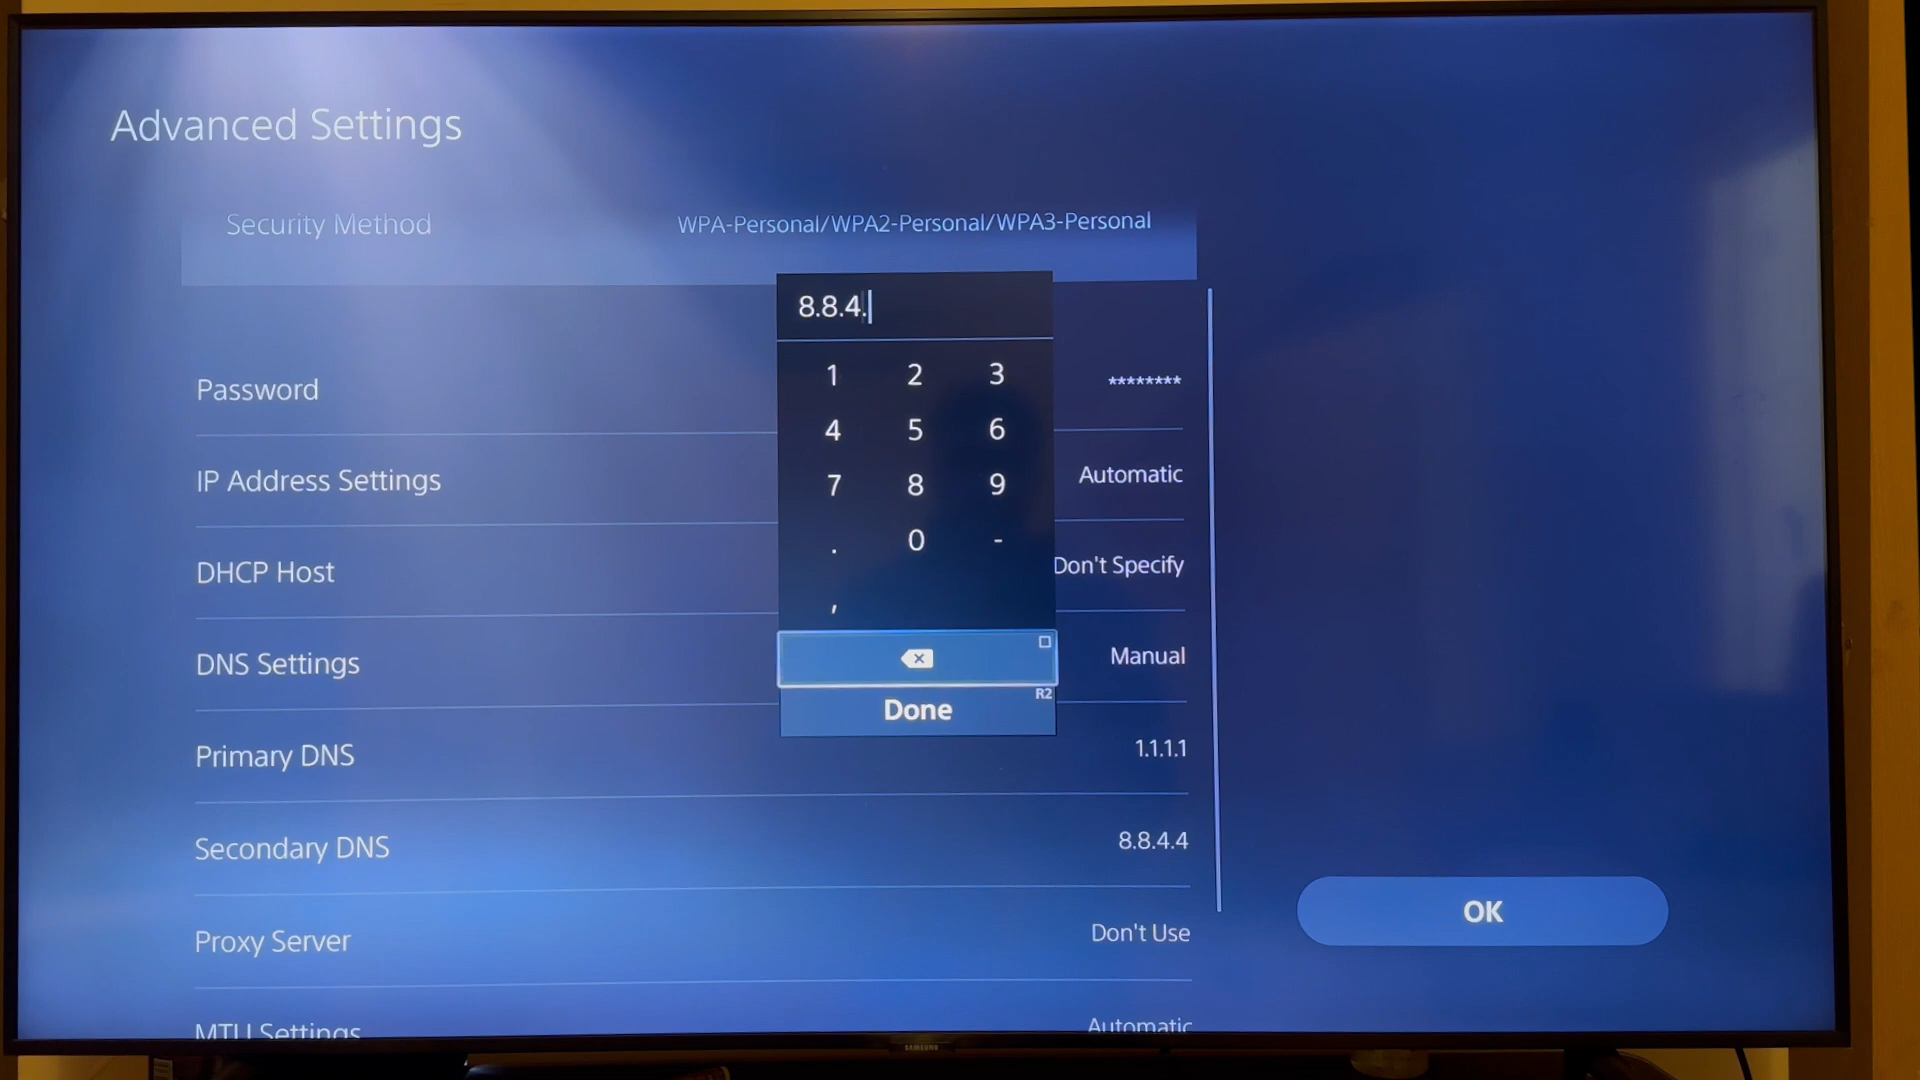 Advanced Settings
Security Method WPA-Personal/WPA2-Personal/WPA3-Personal
8.8.4.
1 2 3
4 5 6
7 8 9
. 0 -
,
R2
Done
Password ********
IP Address Settings Automatic
DHCP Host Don't Specify
DNS Settings Manual
Primary DNS 1.1.1.1
Secondary DNS 8.8.4.4
Proxy Server Don't Use
MTU Settings Automatic
OK
SAMSUNG